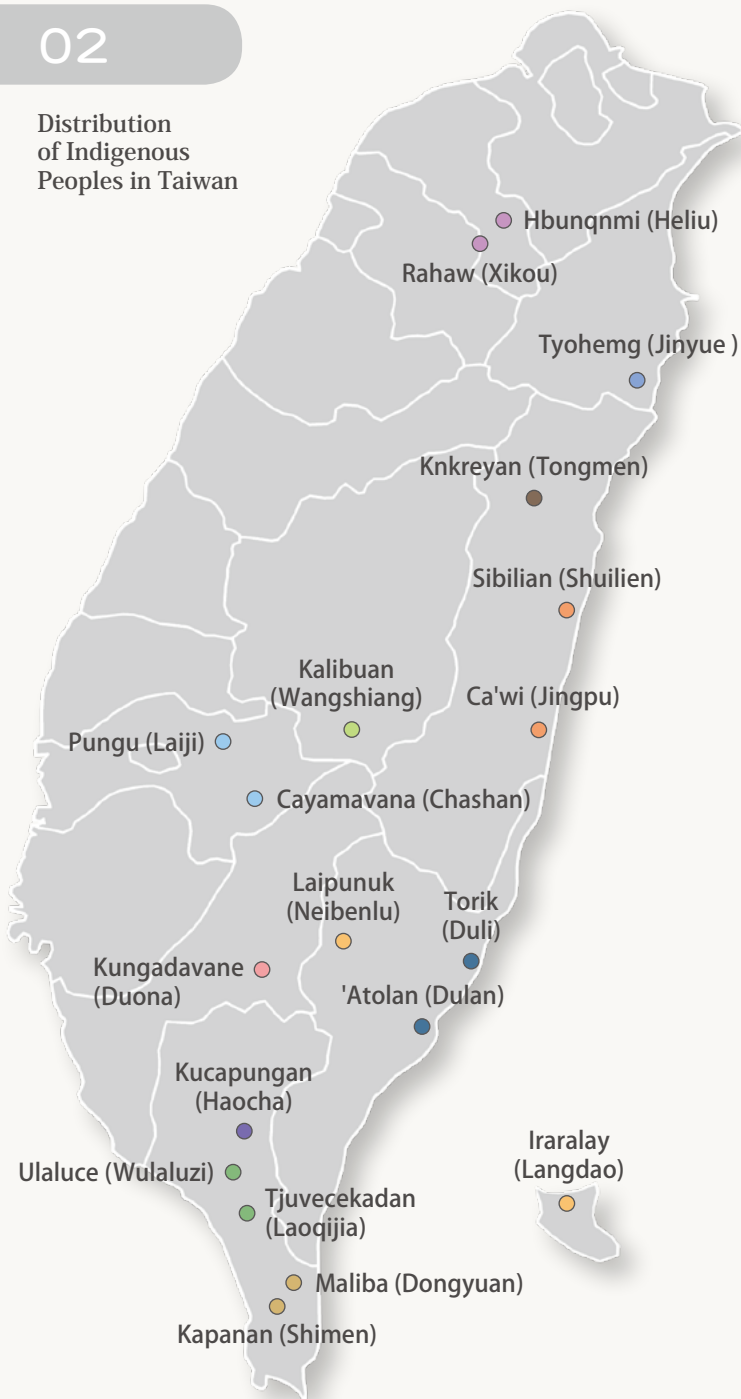 02
Distribution
of Indigenous
Peoples in Taiwan
Hbunqnmi (Heliu)
Rahaw (Xikou)
Tyohemg (Jinyue )
Knkreyan (Tongmen)
Sibilian (Shuilien)
Kalibuan
(Wangshiang)
Ca'wi (Jingpu)
Pungu (Laiji)
Cayamavana (Chashan)
Laipunuk
(Neibenlu)
Torik
(Duli)
Kungadavane
(Duona)
'Atolan (Dulan)
Kucapungan
(Haocha)
Iraralay
(Langdao)
Ulaluce (Wulaluzi)
Tjuvecekadan
(Laoqijia)
Maliba (Dongyuan)
Kapanan (Shimen)